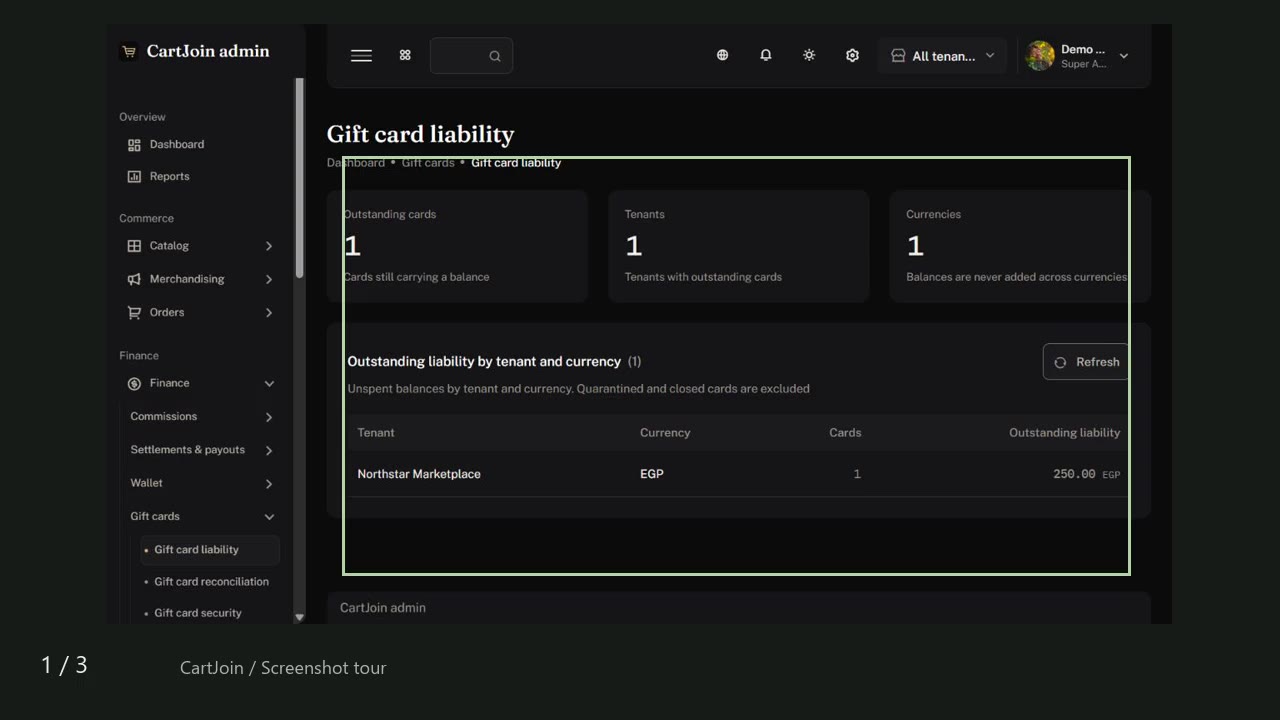 CartJoin admin
All tenan...
Demo ...
Super A...
Overview
Dashboard
Reports
Commerce
Catalog
Merchandising
Orders
Finance
Finance
Commissions
Settlements & payouts
Wallet
Gift cards
Gift card liability
Gift card reconciliation
Gift card security
Gift card liability
Dashboard • Gift cards • Gift card liability
Outstanding cards
1
Cards still carrying a balance
Tenants
1
Tenants with outstanding cards
Currencies
1
Balances are never added across currencies
Outstanding liability by tenant and currency (1)
Refresh
Unspent balances by tenant and currency. Quarantined and closed cards are excluded
Tenant Currency Cards Outstanding liability
Northstar Marketplace EGP 1 250.00 EGP
CartJoin admin
1 / 3
CartJoin / Screenshot tour